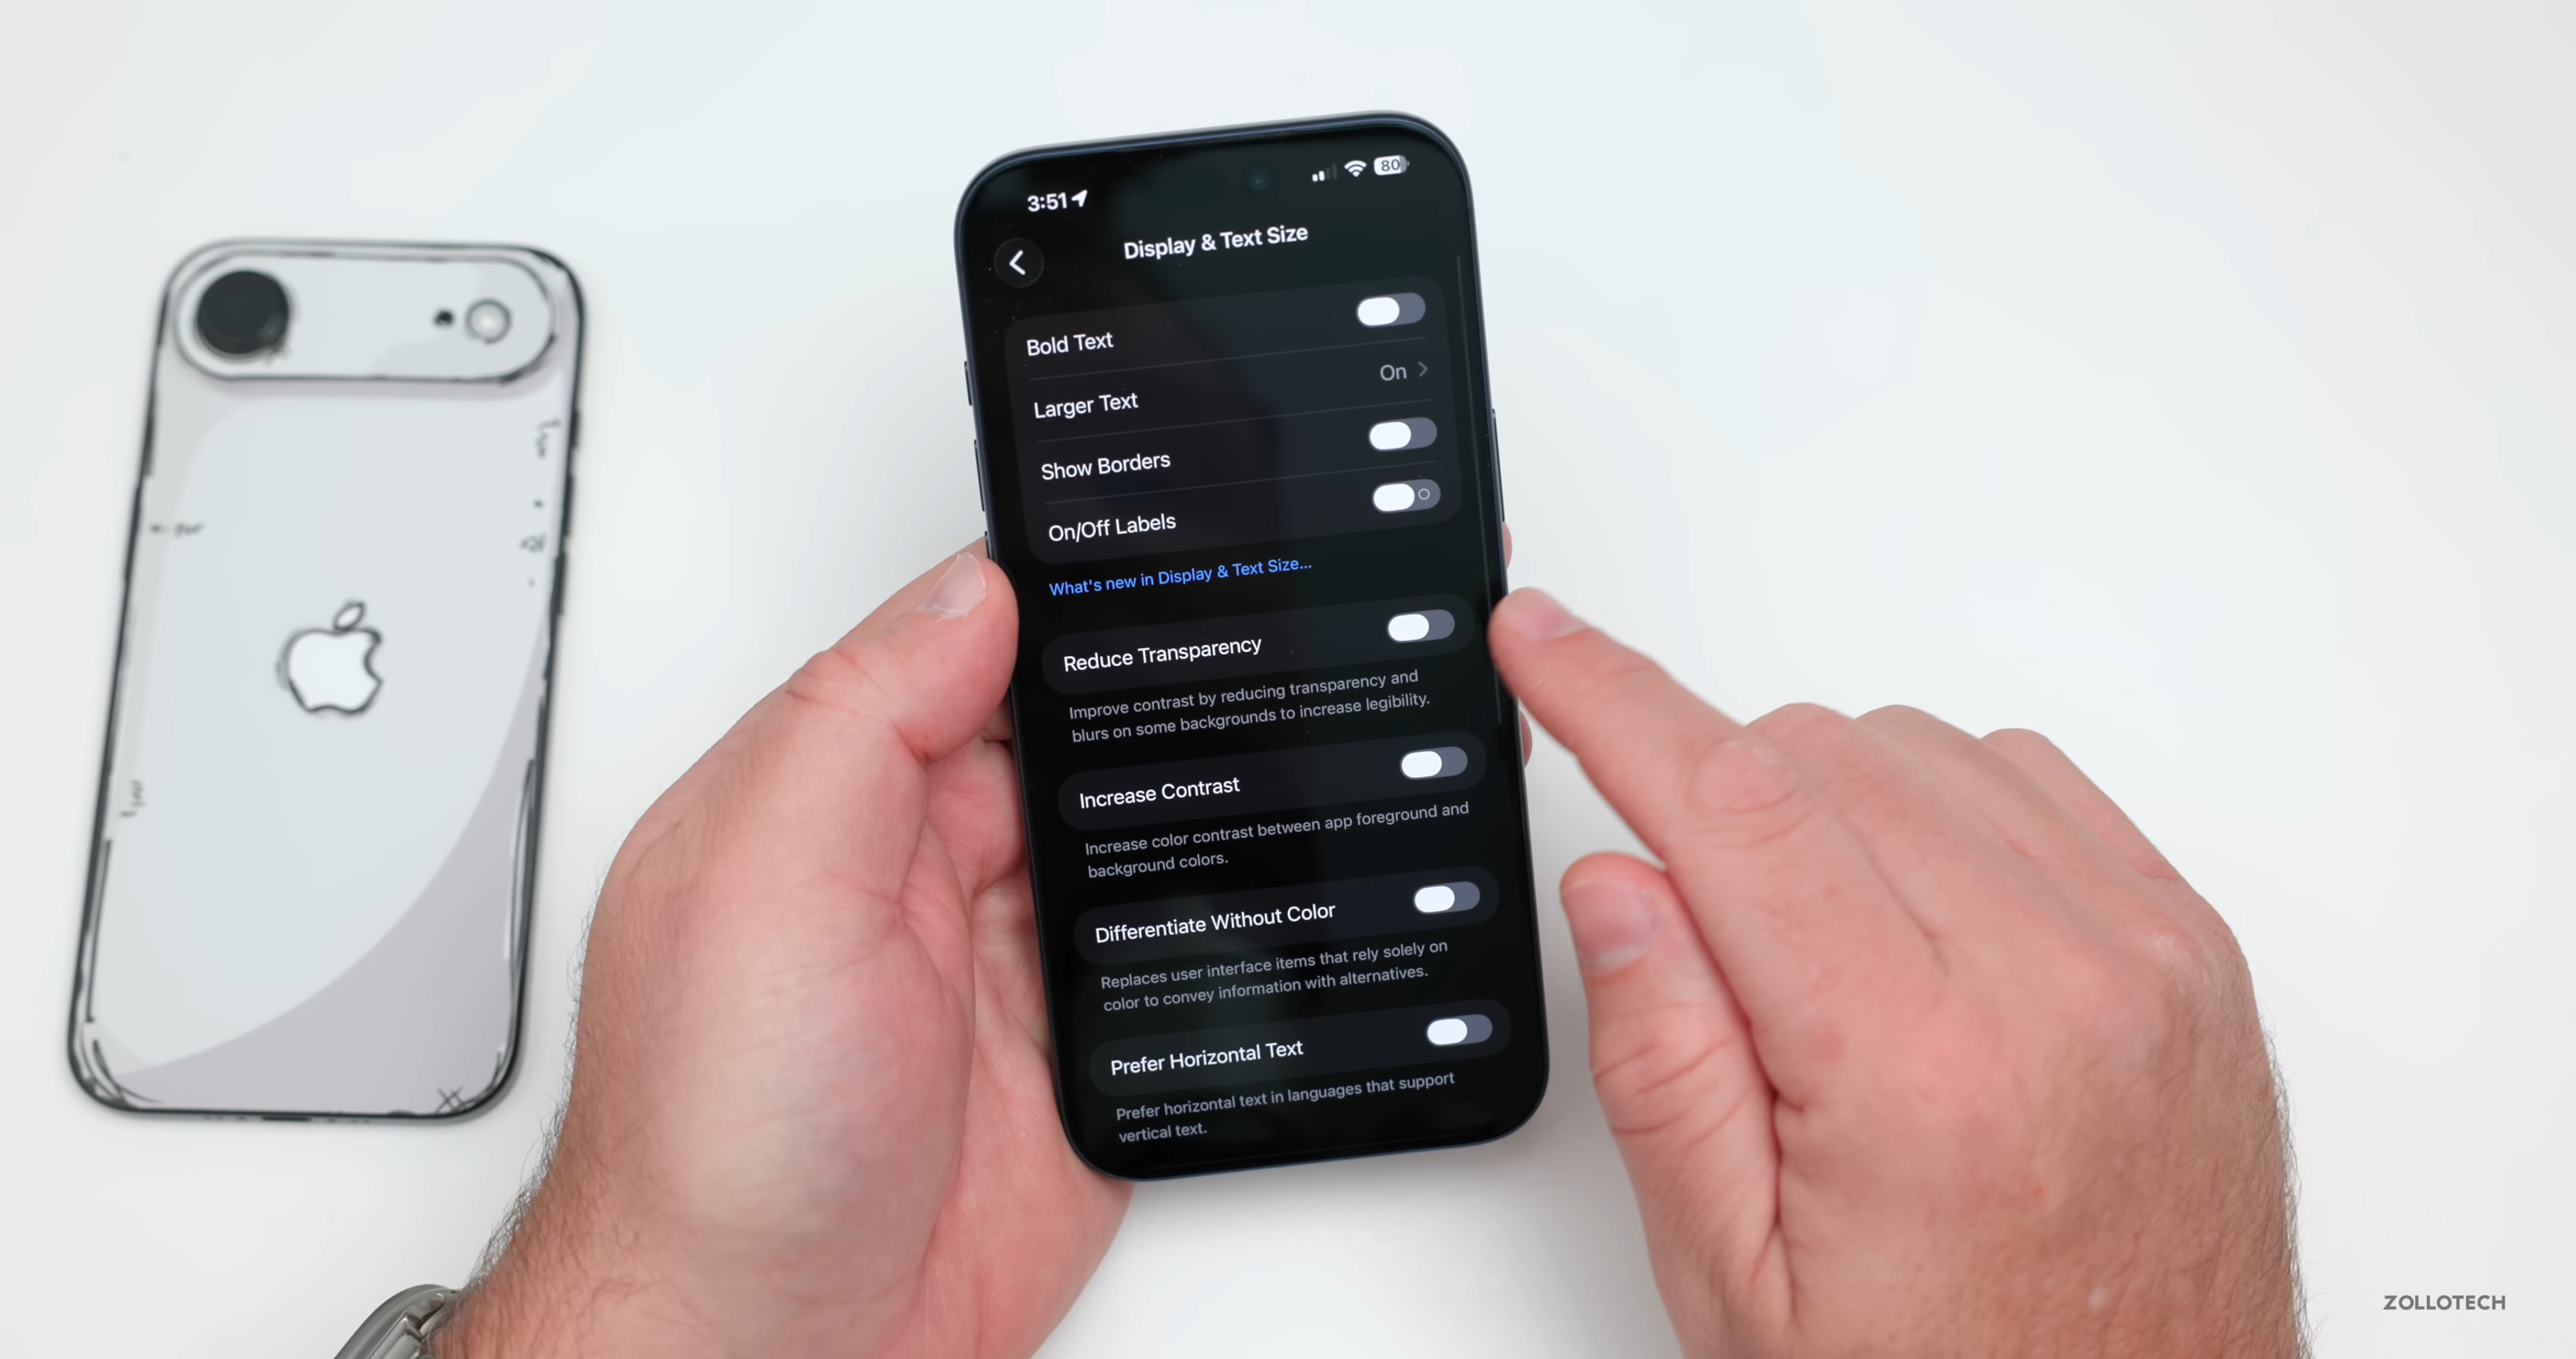 3:51
80
Display & Text Size
Bold Text
Larger Text
On
Show Borders
On/Off Labels
What's new in Display & Text Size...
Reduce Transparency
Improve contrast by reducing transparency and
blurs on some backgrounds to increase legibility.
Increase Contrast
Increase color contrast between app foreground and
background colors.
Differentiate Without Color
Replaces user interface items that rely solely on
color to convey information with alternatives.
Prefer Horizontal Text
Prefer horizontal text in languages that support
vertical text.
ZOLLOTECH